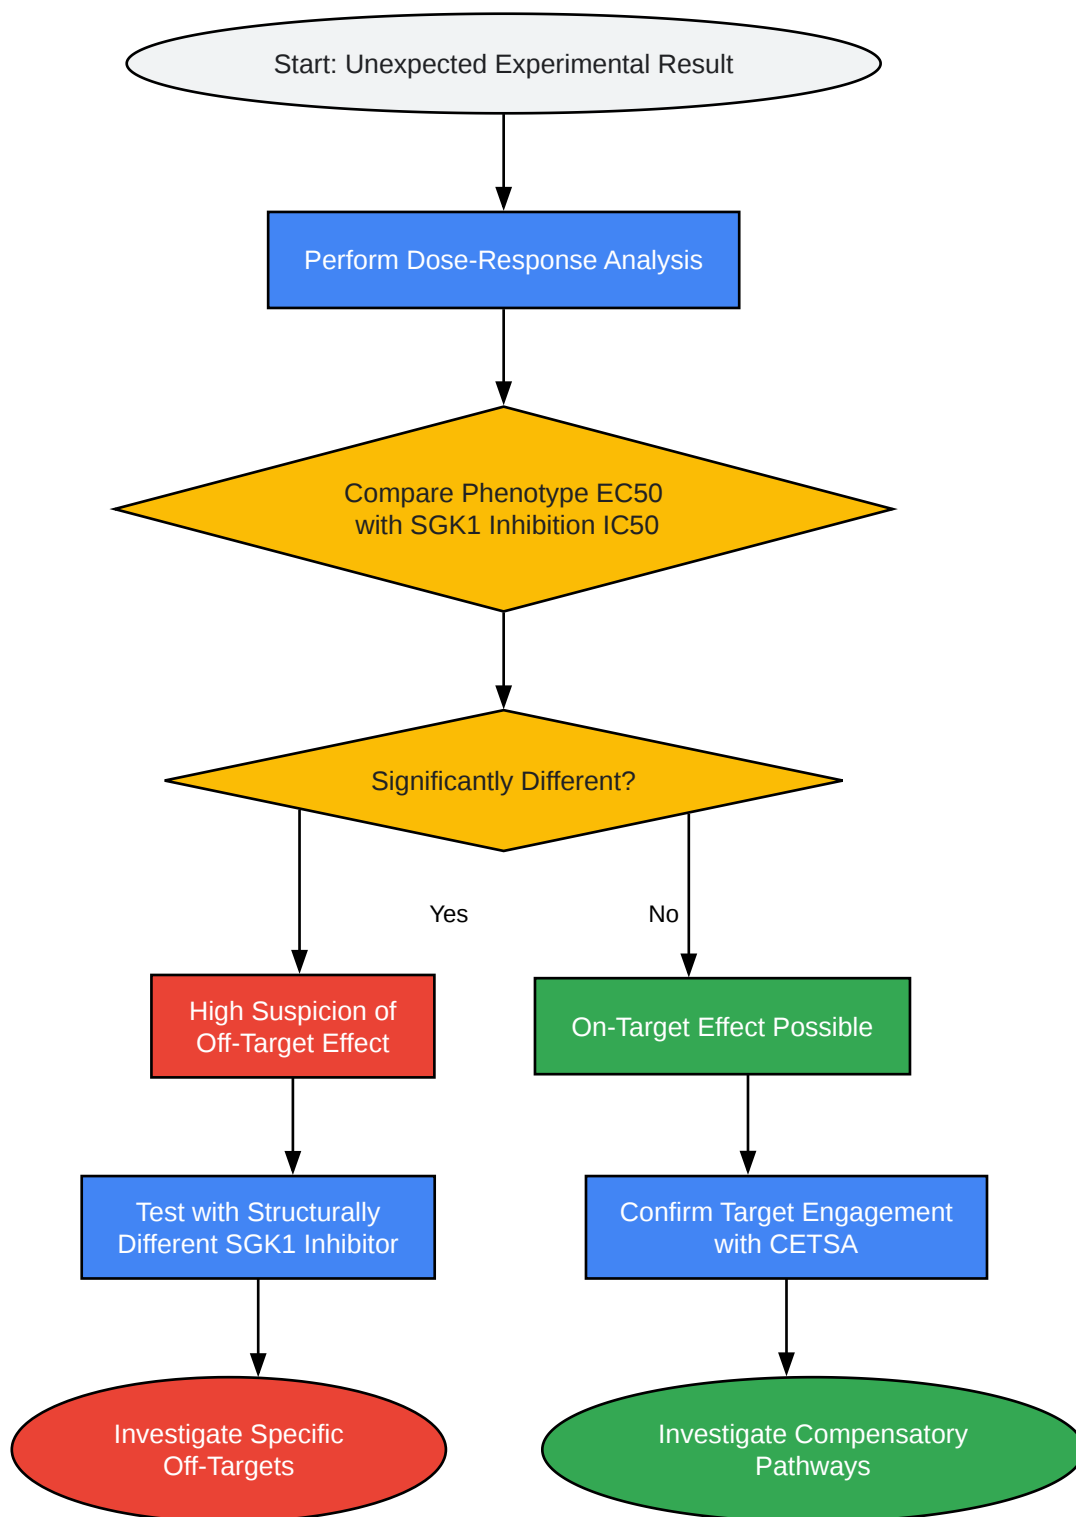 Start: Unexpected Experimental Result
Perform Dose-Response Analysis
Compare Phenotype EC50
with SGK1 Inhibition IC50
Significantly Different?
Yes
No
High Suspicion of
Off-Target Effect
On-Target Effect Possible
Test with Structurally
Different SGK1 Inhibitor
Confirm Target Engagement
with CETSA
Investigate Specific
Off-Targets
Investigate Compensatory
Pathways